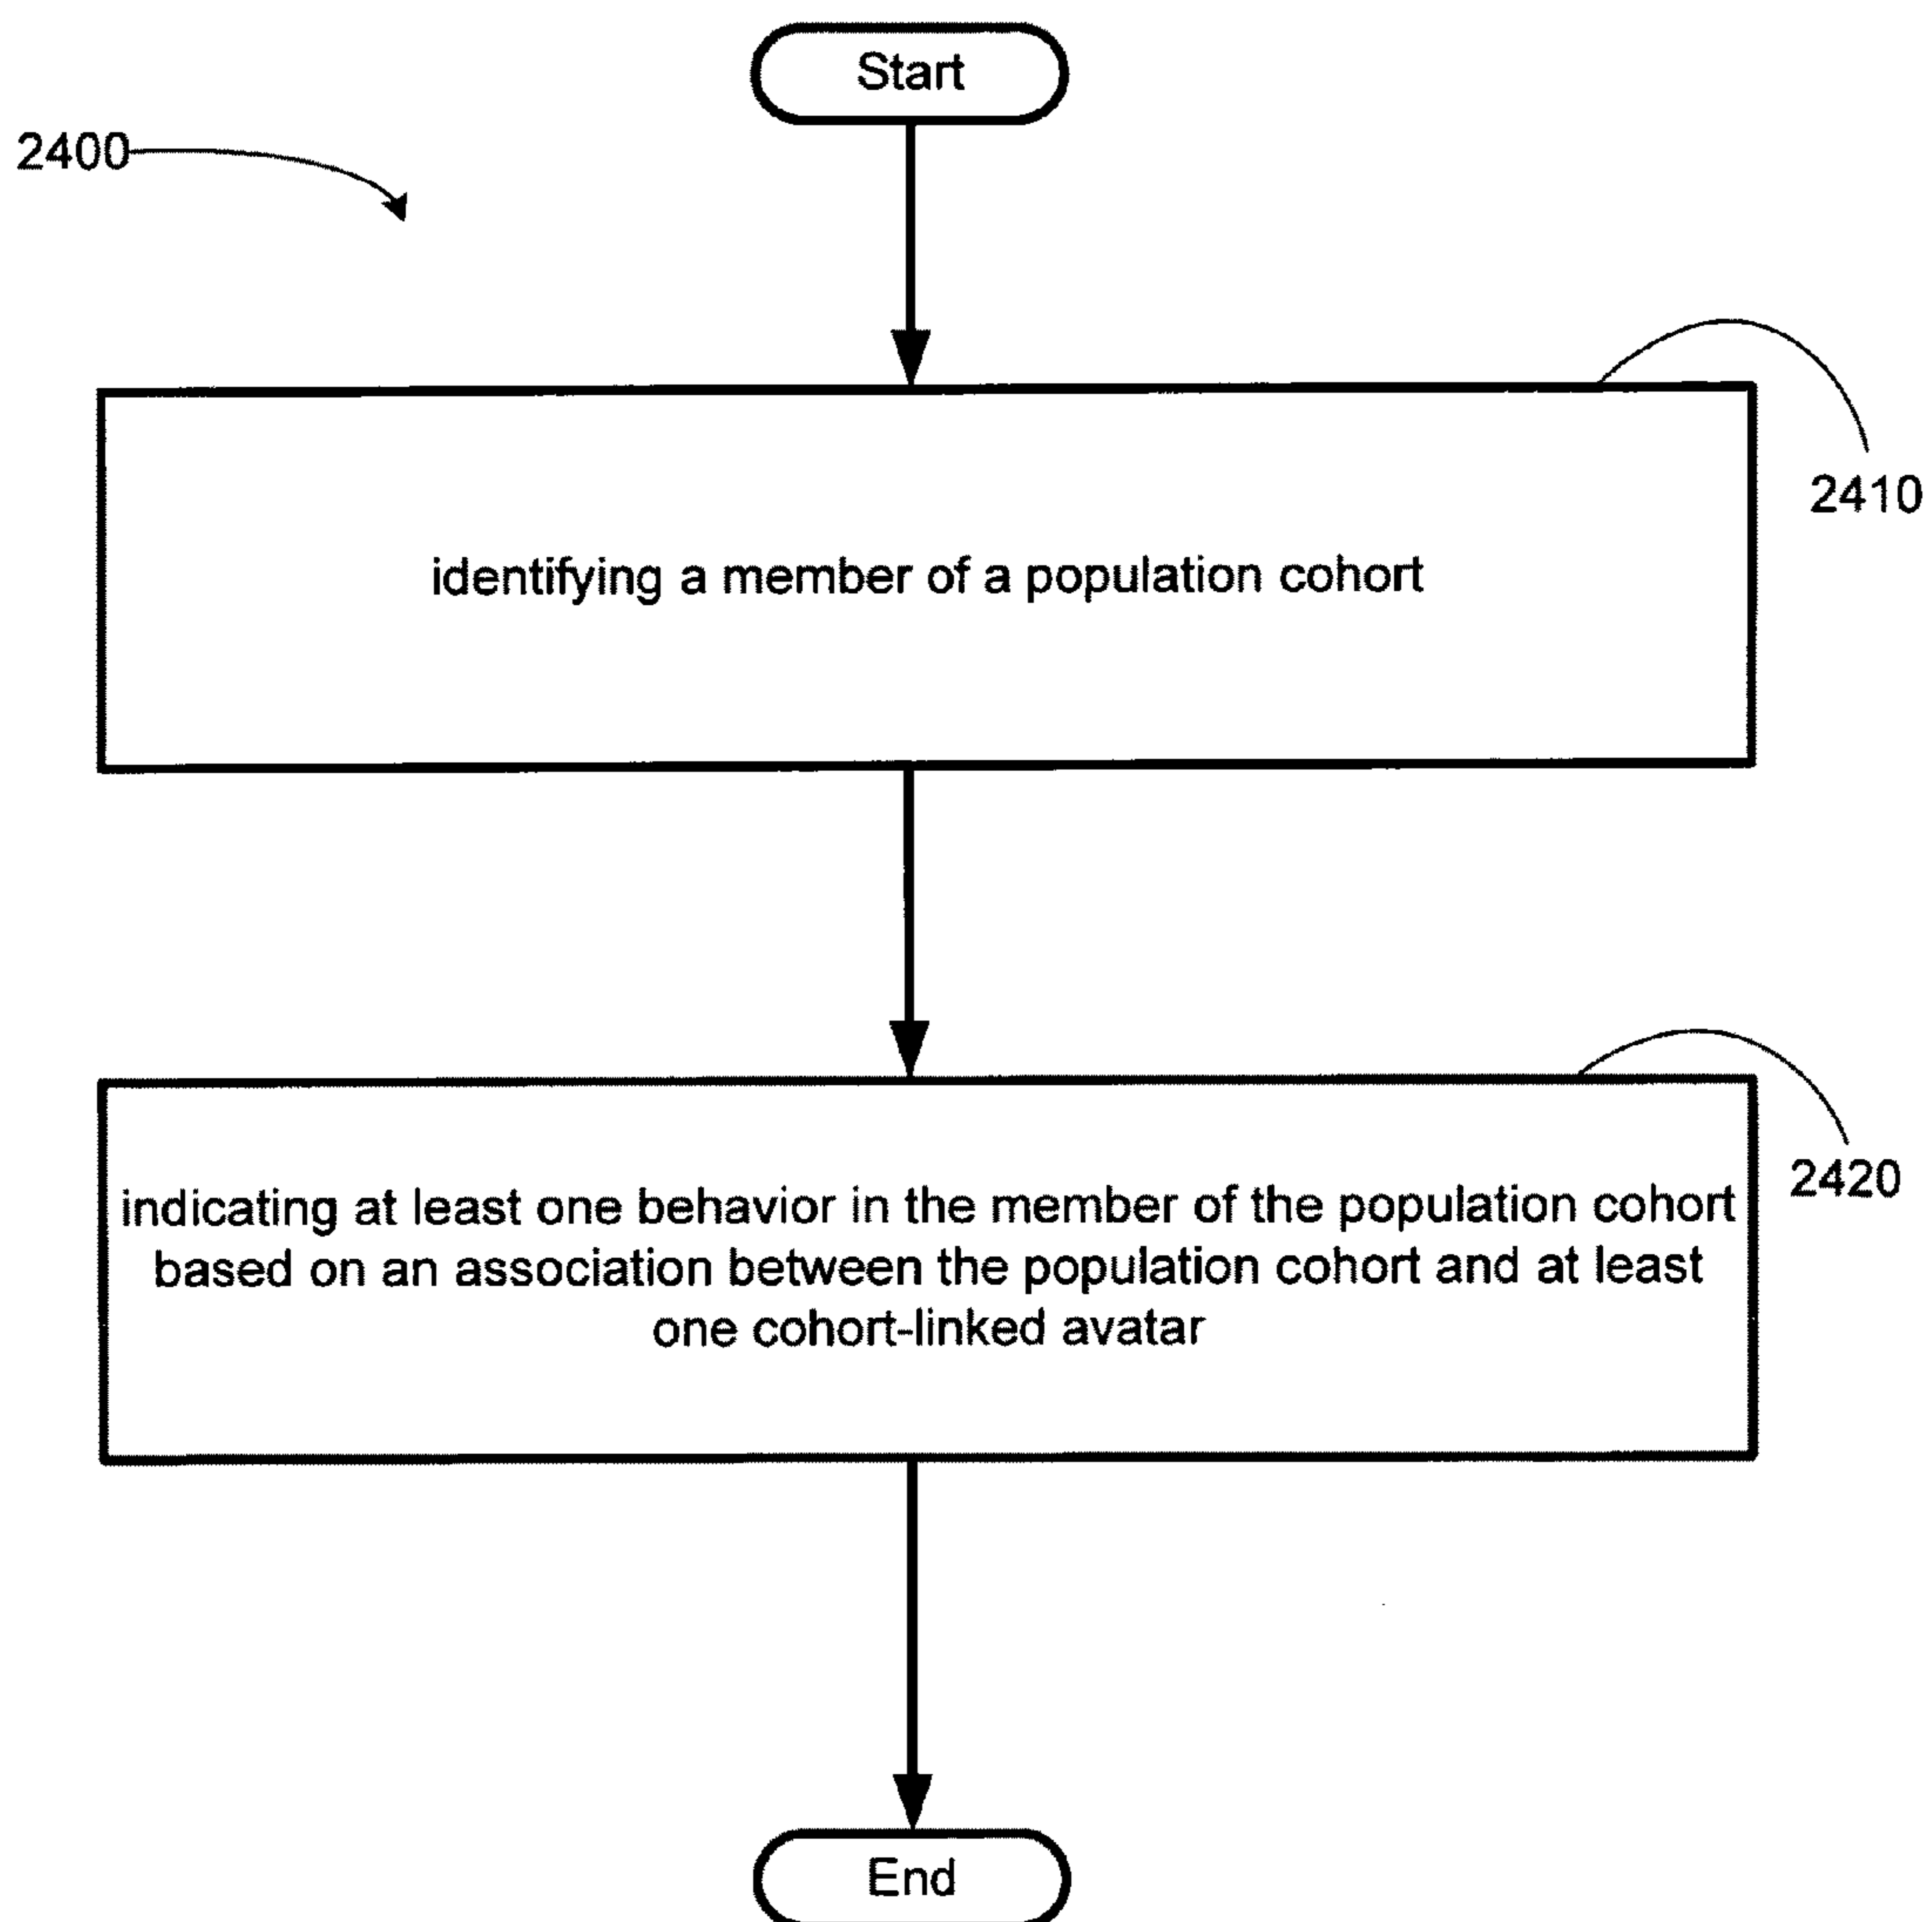 Start
2400
2410
identifying a member of a population cohort
2420
indicating at least one behavior in the member of the population cohort
based on an association between the population cohort and at least
one cohort-linked avatar
End